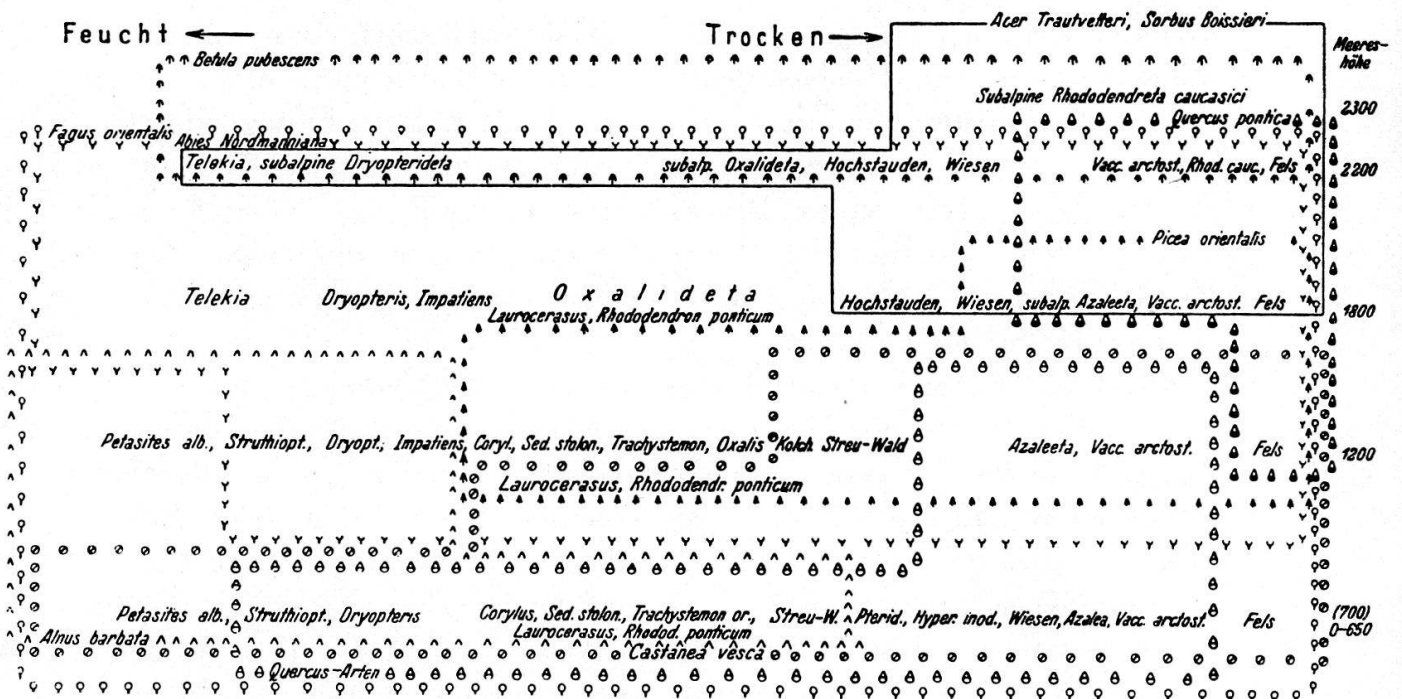 Acer Trautvetteri, Sorbus Boissieri
Feucht ← Trocken →
Meeres-
höhe
Betula pubescens
Subalpine Rhododendreta caucasici
2300
Quercus pontica
Fagus orientalis
Abies Nordmanniana
Telekia, subalpine Dryopterideta subalp. Oxalideta, Hochstauden, Wiesen Vacc. arctost., Rhod. cauc., Fels 2200
Picea orientalis
Telekia Dryopteris, Impatiens, Oxalideta Hochstauden, Wiesen, subalp. Azaleeta, Vacc. arctost. Fels
Laurocerasus, Rhododendron ponticum 1800
Petasites alb., Struthiopt., Dryopt., Impatiens, Coryl., Sed. stolon., Trachystemon, Oxalis Kolch. Streu-Wald Azaleeta, Vacc. arctost. Fels 1200
Laurocerasus, Rhododendr. ponticum
Petasites alb., Struthiopt., Dryopteris Corylus, Sed. stolon., Trachystemon or., Streu-W. Pterid., Hyper. inod., Wiesen, Azalea, Vacc. arctost. Fels (700)
0-650
Laurocerasus, Rhodod. ponticum
Alnus barbata
Castanea vesca
Quercus-Arten